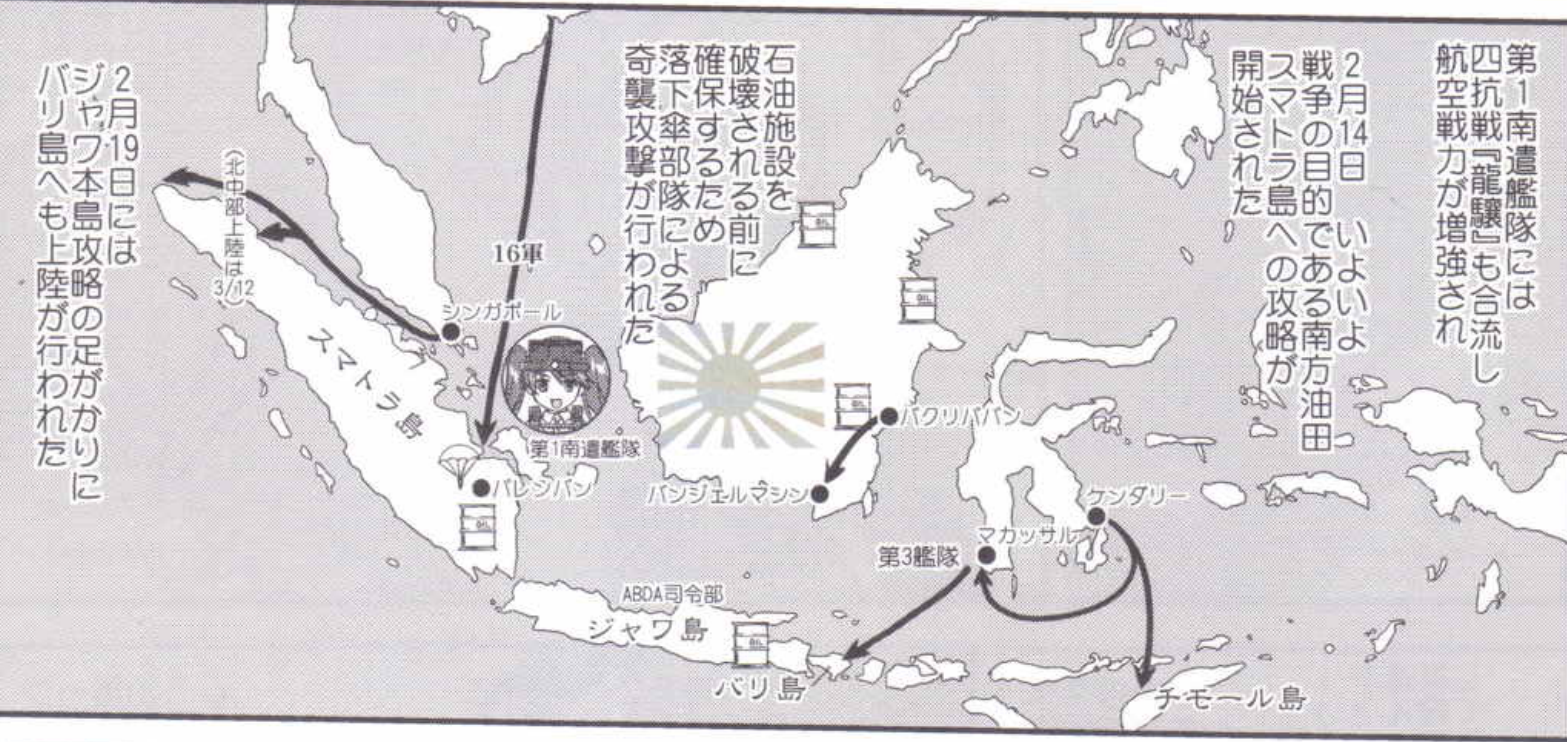 第1南遣艦隊には
四抗戦『龍驤』も合流し
航空戦力が増強され
2月14日 いよいよ
戦争の目的である南方油田
スマトラ島への攻略が
開始された
石油施設を
破壊される前に
確保するため
落下傘部隊による
奇襲攻撃が行われた
16軍
シンガポール
第1南遣艦隊
スマトラ島
パレンバン
OIL
OIL
OIL
OIL
OIL
バクリパパン
バンジェルマシン
ケンダリー
マカッサル
第3艦隊
ABDA司令部
ジャワ島
バリ島
チモール島
(北中部上陸は
3/12)
2月19日には
ジャワ本島攻略の足がかりに
バリ島へも上陸が行われた